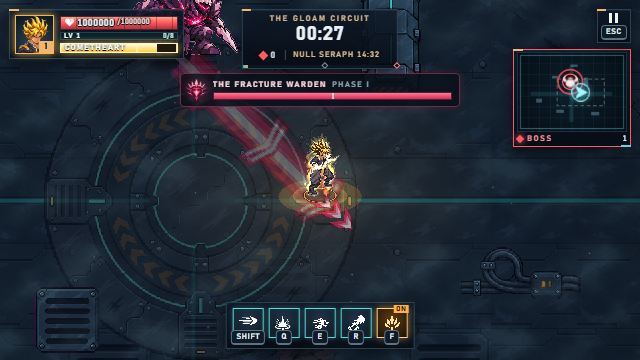 THE GLOAM CIRCUIT
1000000/1000000
00:27
ESC
LV 1
0/8
1
COMETHEART
0
NULL SERAPH 14:32
THE FRACTURE WARDEN PHASE I
BOSS
1
ON
SHIFT
Q
E
R
F